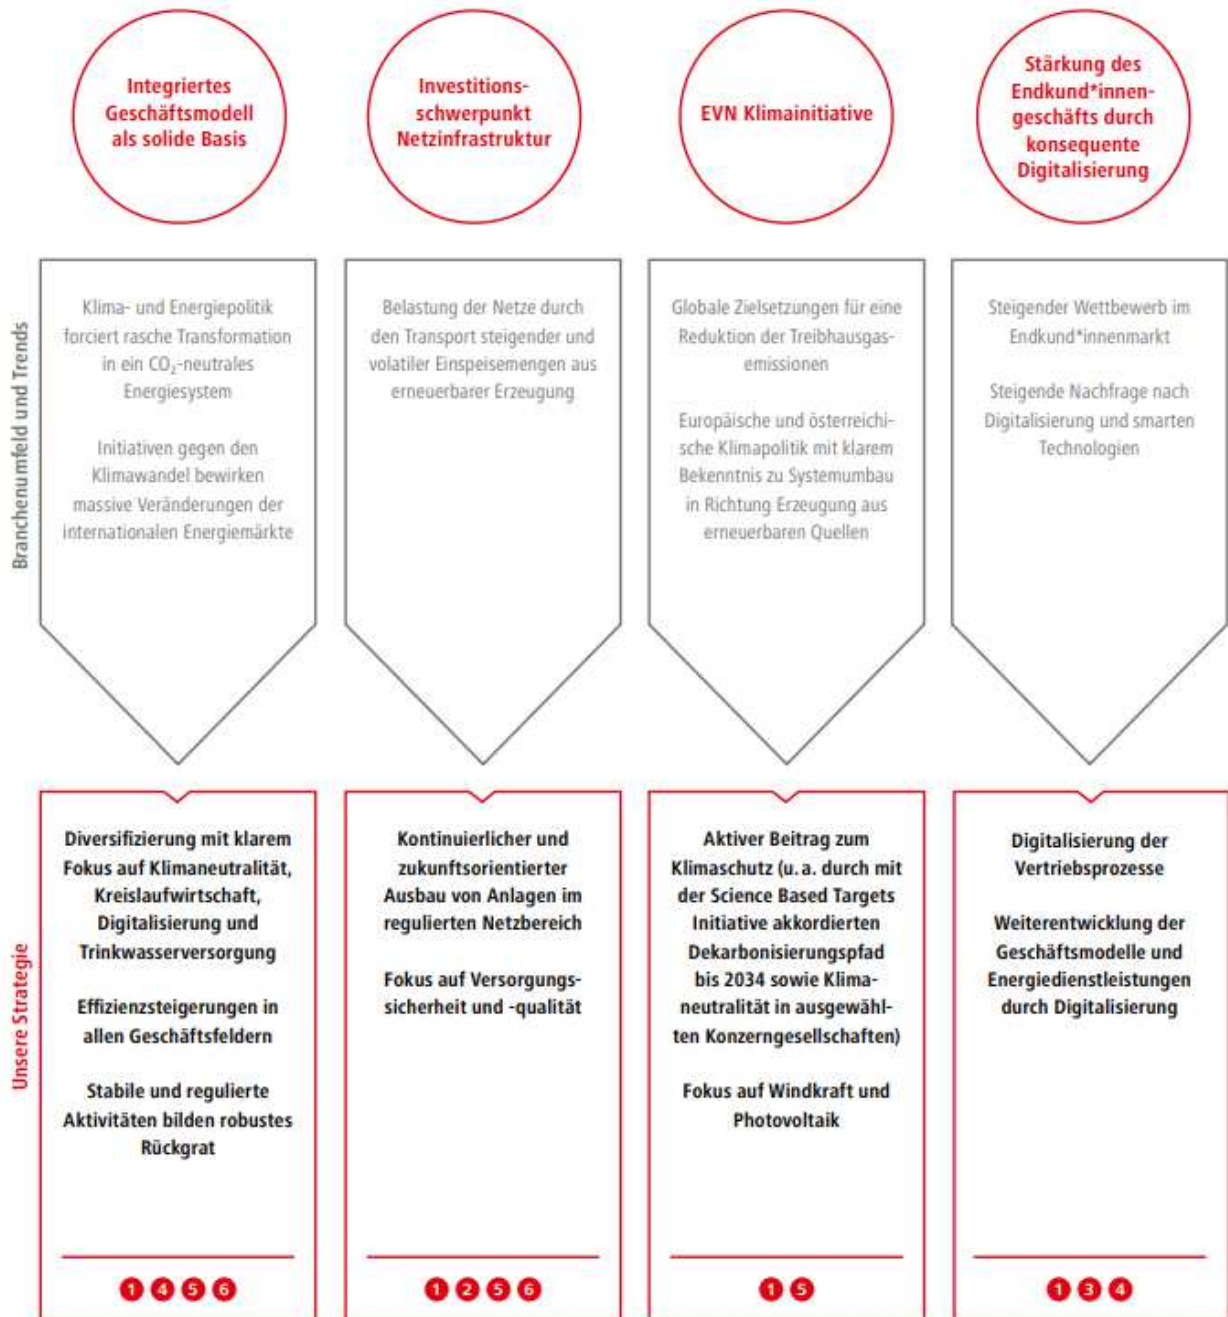 Integriertes
Geschäftsmodell
als solide Basis
Investitions-
schwerpunkt
Netzinfrastruktur
EVN Klimainitiative
Stärkung des
Endkund*innen-
geschäfts durch
konsequente
Digitalisierung
Branchenumfeld und Trends
Klima- und Energiepolitik
forciert rasche Transformation
in ein CO₂-neutrales
Energiesystem
Initiativen gegen den
Klimawandel bewirken
massive Veränderungen der
internationalen Energiemärkte
Belastung der Netze durch
den Transport steigender und
volatiler Einspeisemengen aus
erneuerbarer Erzeugung
Globale Zielsetzungen für eine
Reduktion der Treibhausgas-
emissionen
Europäische und österreichi-
sche Klimapolitik mit klarem
Bekenntnis zu Systemumbau
in Richtung Erzeugung aus
erneuerbaren Quellen
Steigender Wettbewerb im
Endkund*innenmarkt
Steigende Nachfrage nach
Digitalisierung und smarten
Technologien
Unsere Strategie
Diversifizierung mit klarem
Fokus auf Klimaneutralität,
Kreislaufwirtschaft,
Digitalisierung und
Trinkwasserversorgung
Effizienzsteigerungen in
allen Geschäftsfeldern
Stabile und regulierte
Aktivitäten bilden robustes
Rückgrat
1 4 5 6
Kontinuierlicher und
zukunftsorientierter
Ausbau von Anlagen im
regulierten Netzbereich
Fokus auf Versorgungs-
sicherheit und -qualität
1 2 5 6
Aktiver Beitrag zum
Klimaschutz (u. a. durch mit
der Science Based Targets
Initiative akkordierten
Dekarbonisierungspfad
bis 2034 sowie Klima-
neutralität in ausgewähl-
ten Konzerngesellschaften)
Fokus auf Windkraft und
Photovoltaik
1 5
Digitalisierung der
Vertriebsprozesse
Weiterentwicklung der
Geschäftsmodelle und
Energiedienstleistungen
durch Digitalisierung
1 3 4